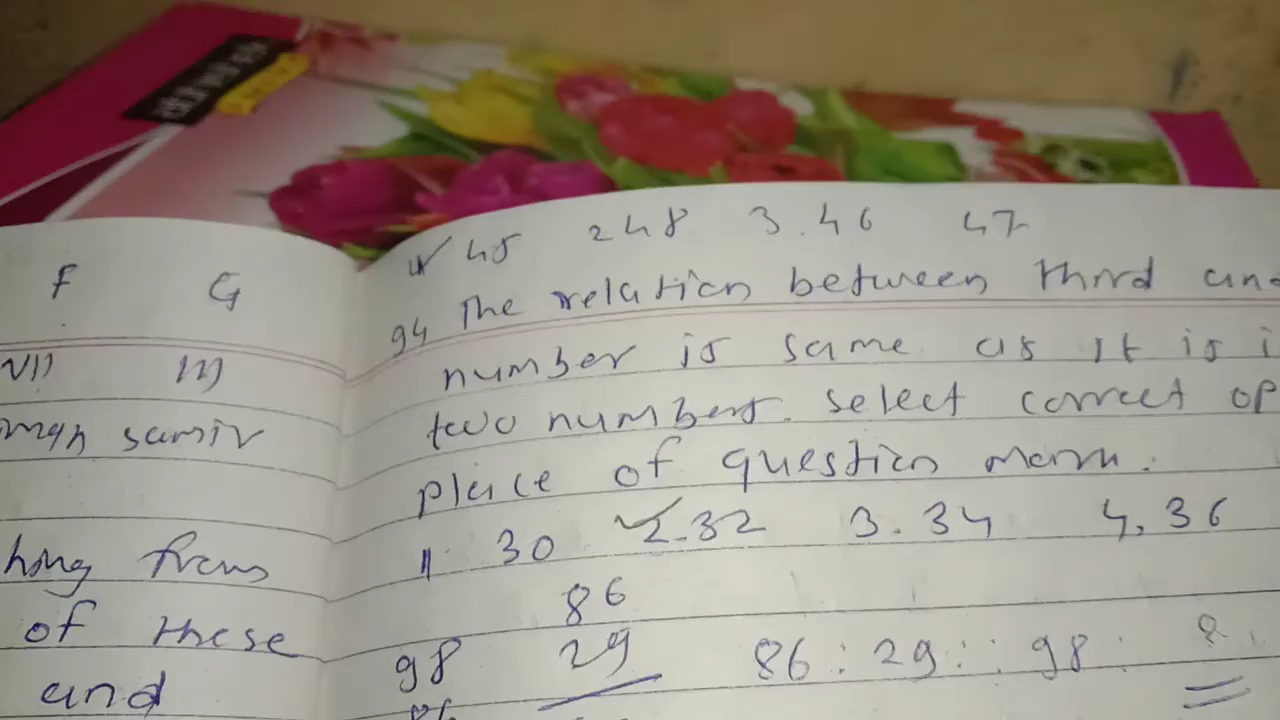 F G
VII III
samir
hing from
of these
and
45 248 3. 46 47
94 The relation between third and
number is same as it is i
two numbers. select correct op
place of question mark.
1. 30 2. 32 3. 34 4, 36
86
98 29 86 : 29 :: 98 : ?
86